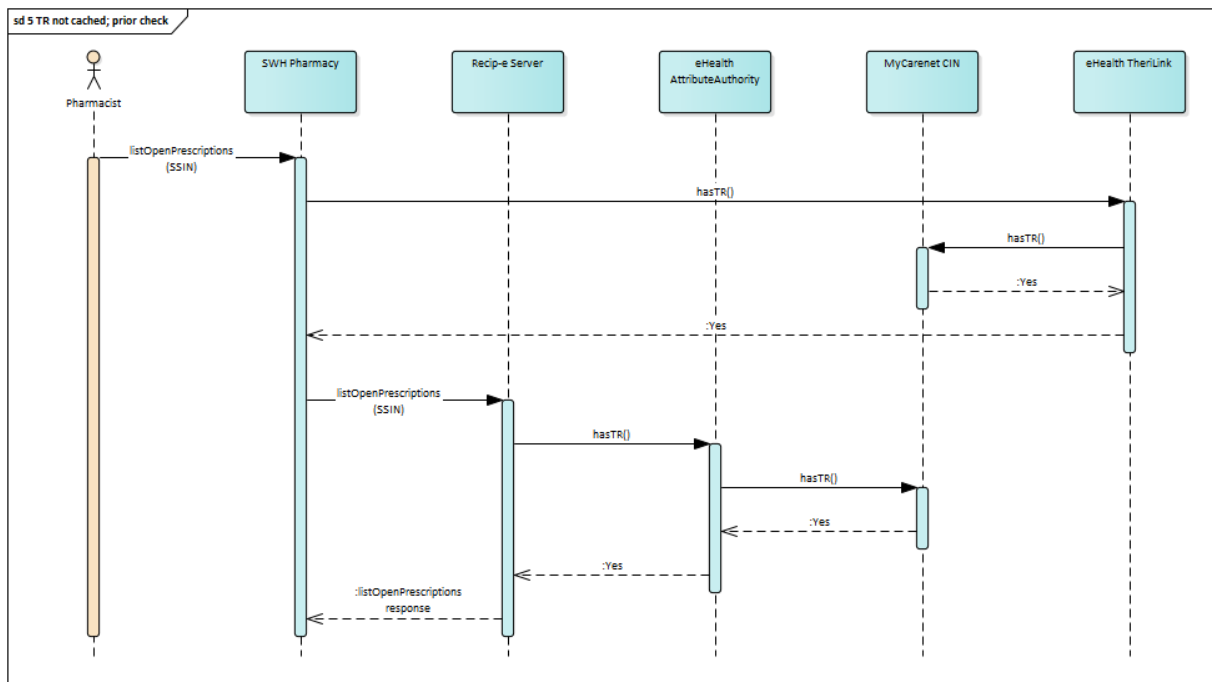 sd 5 TR not cached; prior check
SWH Pharmacy
Recip-e Server
eHealth
AttributeAuthority
MyCarenet CIN
eHealth TheriLink
Pharmacist
listOpenPrescriptions
(SSIN)
hasTR()
hasTR()
:Yes
:Yes
listOpenPrescriptions
(SSIN)
hasTR()
hasTR()
:Yes
:Yes
:listOpenPrescriptions
response